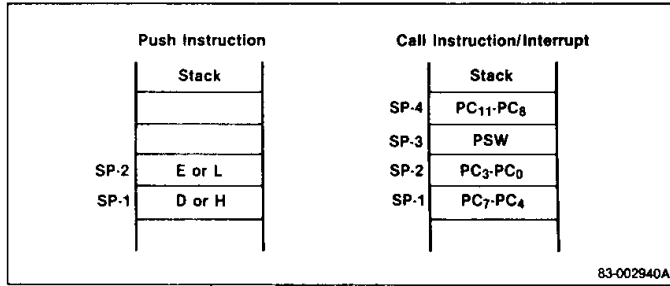 Push Instruction
Call Instruction/Interrupt
Stack
Stack
SP-4 PC₁₁-PC₈
SP-3 PSW
SP-2 E or L
SP-2 PC₃-PC₀
SP-1 D or H
SP-1 PC₇-PC₄
83-002940A